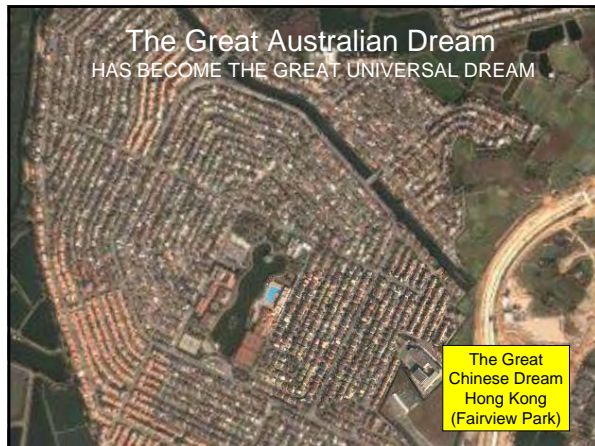 The Great Australian Dream
HAS BECOME THE GREAT UNIVERSAL DREAM
The Great
Chinese Dream
Hong Kong
(Fairview Park)